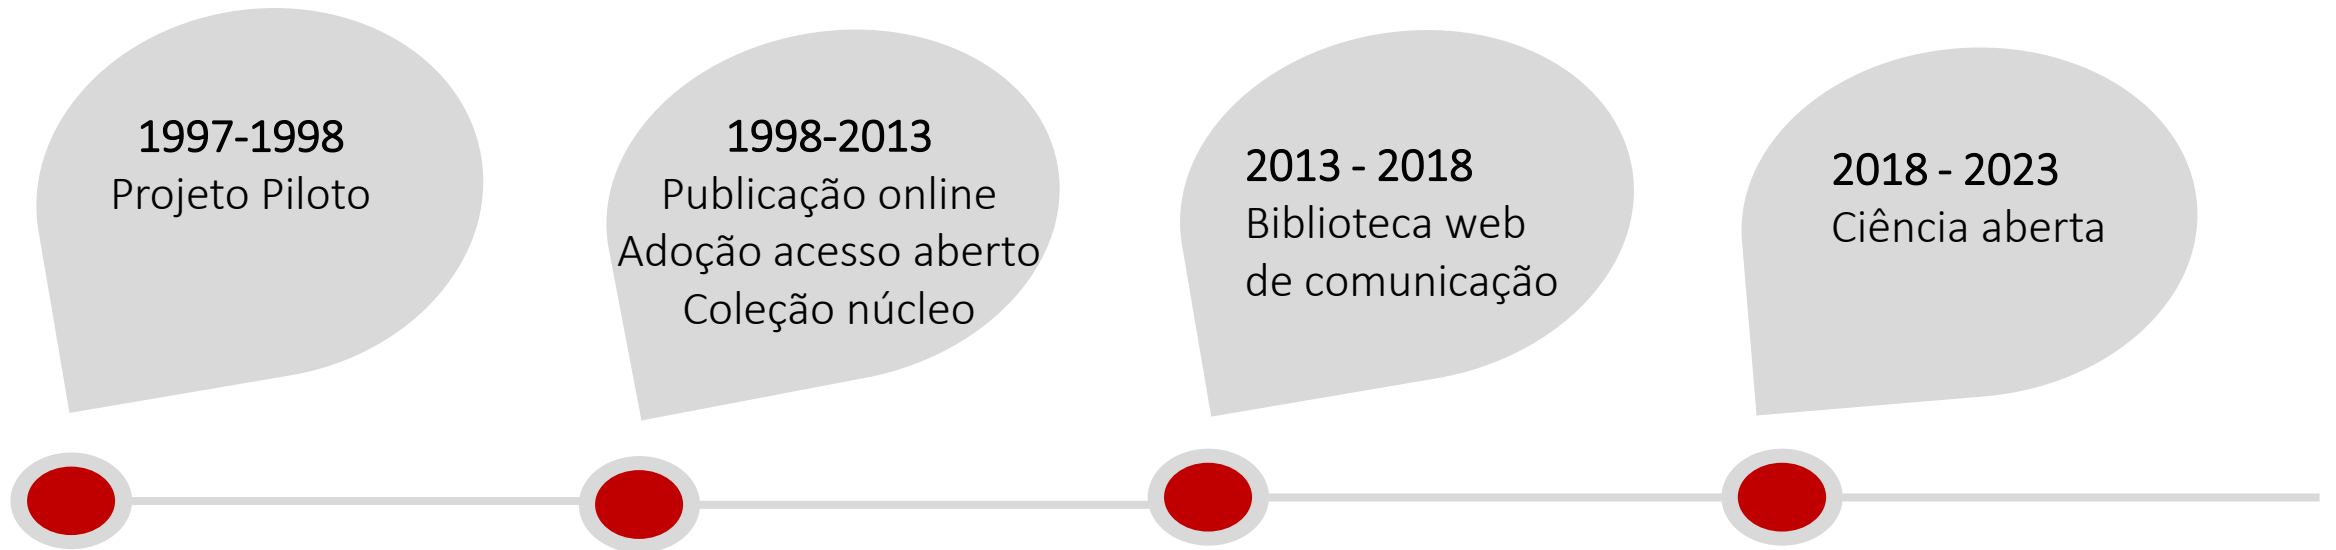 1997-1998
Projeto Piloto
1998-2013
Publicação online
Adoção acesso aberto
Coleção núcleo
2013 - 2018
Biblioteca web
de comunicação
2018 - 2023
Ciência aberta